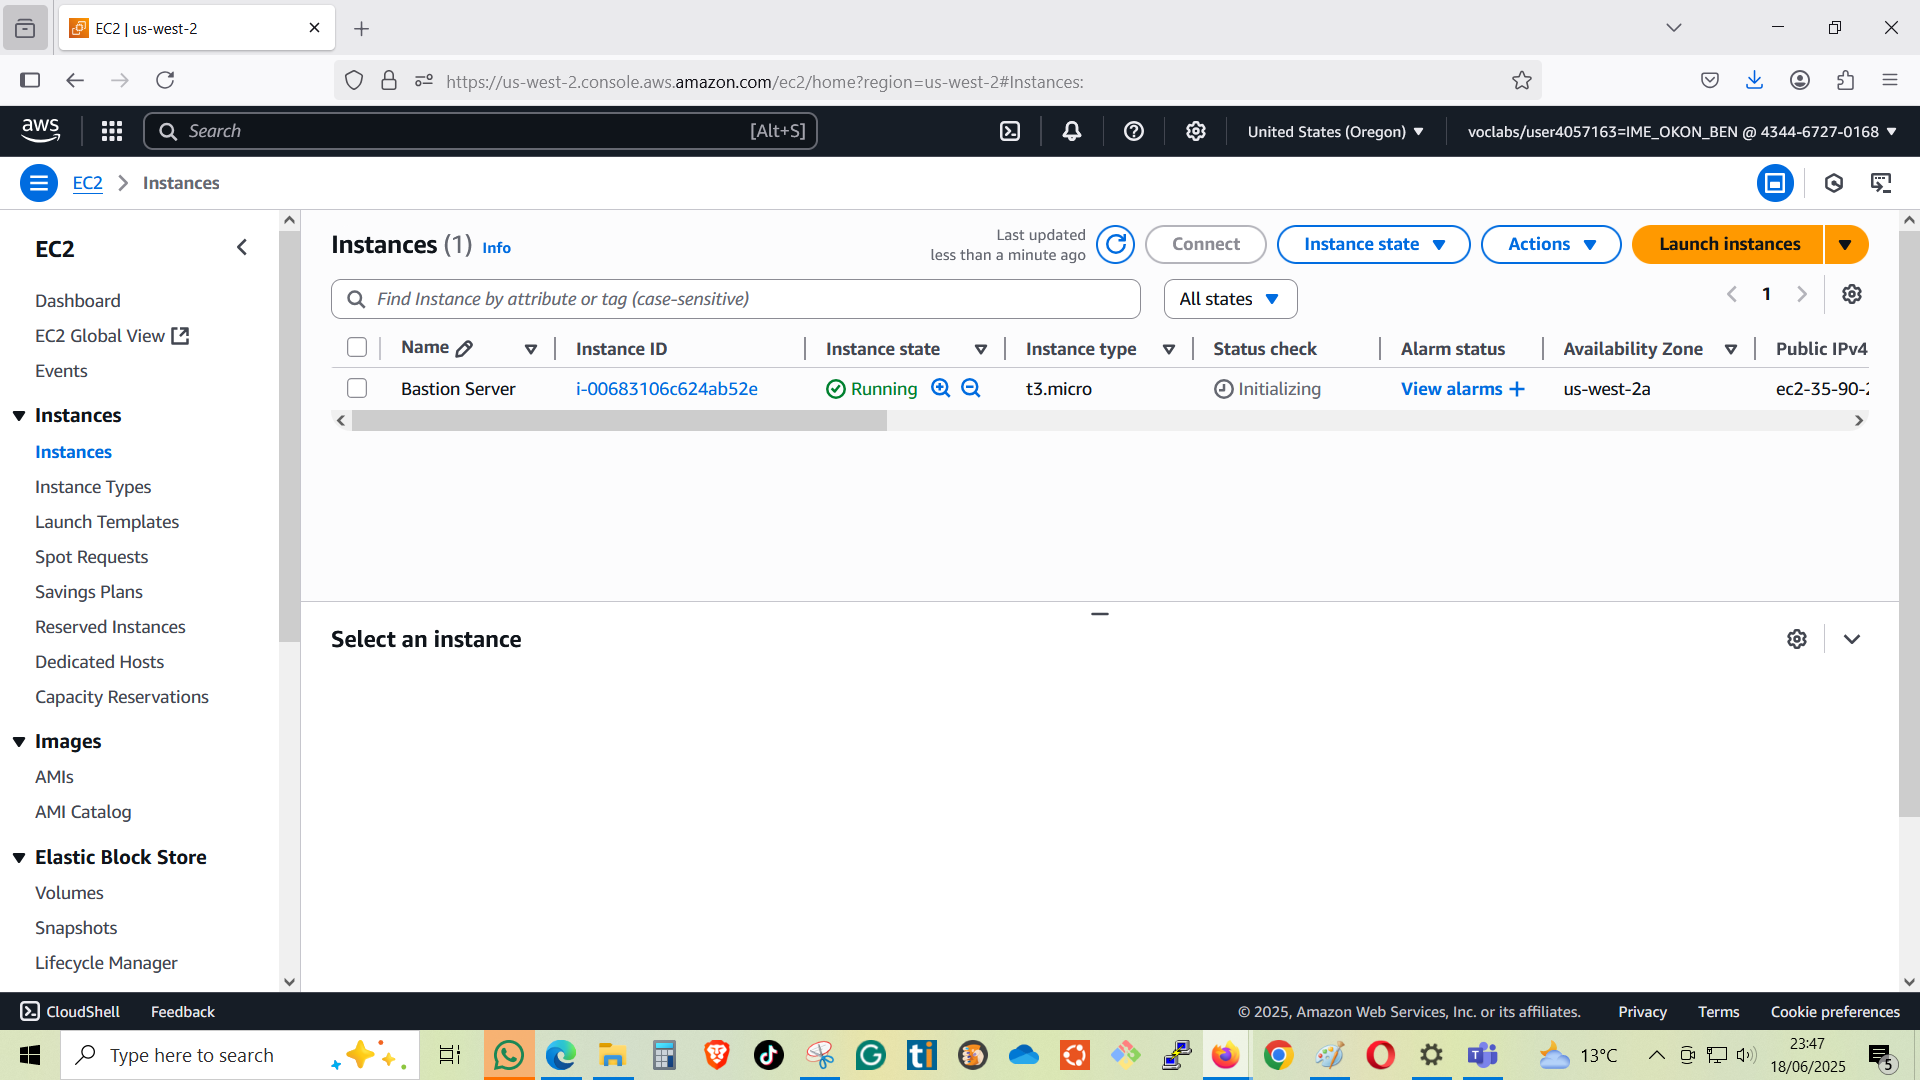 EC2 | us-west-2
https://us-west-2.console.aws.amazon.com/ec2/home?region=us-west-2#Instances:
aws
Search
[Alt+S]
United States (Oregon)
voclabs/user4057163=IME_OKON_BEN @ 4344-6727-0168
EC2
Instances
EC2
Dashboard
EC2 Global View
Events
Instances
Instances
Instance Types
Launch Templates
Spot Requests
Savings Plans
Reserved Instances
Dedicated Hosts
Capacity Reservations
Images
AMIs
AMI Catalog
Elastic Block Store
Volumes
Snapshots
Lifecycle Manager
Instances (1) Info
Last updated
less than a minute ago
Connect
Instance state
Actions
Launch instances
Find Instance by attribute or tag (case-sensitive)
All states
1
Name Instance ID Instance state Instance type Status check Alarm status Availability Zone Public IPv4
Bastion Server i-00683106c624ab52e Running t3.micro Initializing View alarms + us-west-2a ec2-35-90-2
Select an instance
CloudShell Feedback
© 2025, Amazon Web Services, Inc. or its affiliates. Privacy Terms Cookie preferences
Type here to search
ti
13°C
23:47
18/06/2025
5